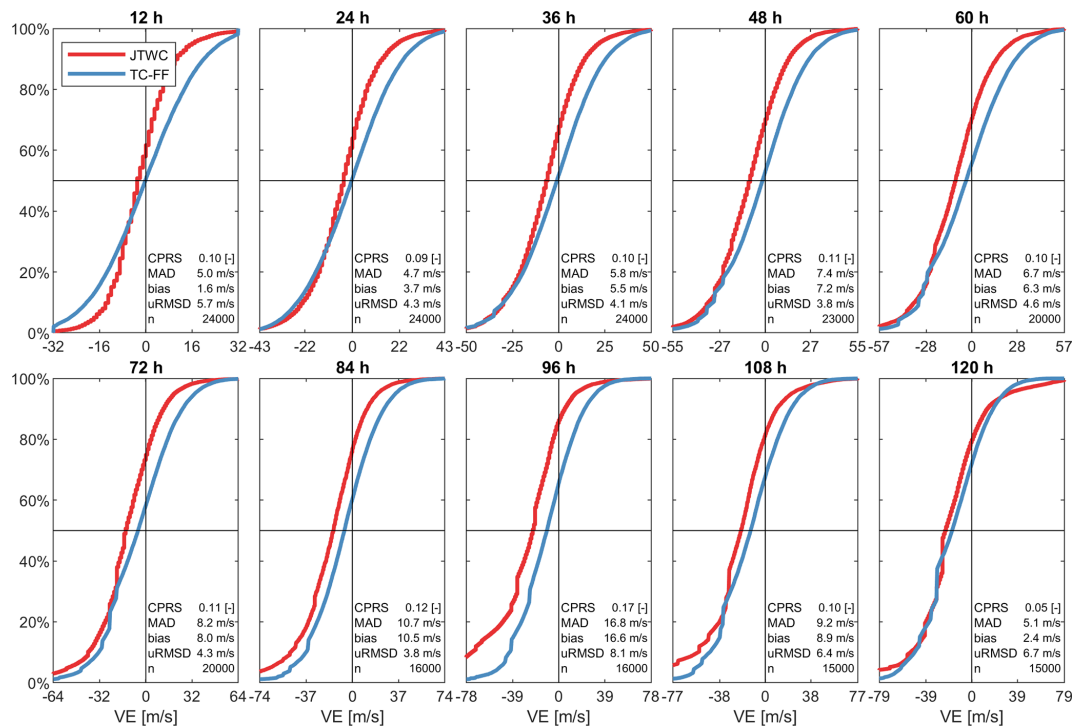 12 h 24 h 36 h 48 h 60 h
100%
80%
60%
40%
20%
0%
JTWC
TC-FF
CPRS 0.10 [-]
MAD 5.0 m/s
bias 1.6 m/s
uRMSD 5.7 m/s
n 24000
-32 -16 0 16 32
CPRS 0.09 [-]
MAD 4.7 m/s
bias 3.7 m/s
uRMSD 4.3 m/s
n 24000
-43 -22 0 22 43
CPRS 0.10 [-]
MAD 5.8 m/s
bias 5.5 m/s
uRMSD 4.1 m/s
n 24000
-50 -25 0 25 50
CPRS 0.11 [-]
MAD 7.4 m/s
bias 7.2 m/s
uRMSD 3.8 m/s
n 23000
-55 -27 0 27 55
CPRS 0.10 [-]
MAD 6.7 m/s
bias 6.3 m/s
uRMSD 4.6 m/s
n 20000
-57 -28 0 28 57
72 h 84 h 96 h 108 h 120 h
100%
80%
60%
40%
20%
0%
CPRS 0.11 [-]
MAD 8.2 m/s
bias 8.0 m/s
uRMSD 4.3 m/s
n 20000
-64 -32 0 32 64
VE [m/s]
CPRS 0.12 [-]
MAD 10.7 m/s
bias 10.5 m/s
uRMSD 3.8 m/s
n 16000
-74 -37 0 37 74
VE [m/s]
CPRS 0.17 [-]
MAD 16.8 m/s
bias 16.6 m/s
uRMSD 8.1 m/s
n 16000
-78 -39 0 39 78
VE [m/s]
CPRS 0.10 [-]
MAD 9.2 m/s
bias 8.9 m/s
uRMSD 6.4 m/s
n 15000
-77 -38 0 38 77
VE [m/s]
CPRS 0.05 [-]
MAD 5.1 m/s
bias 2.4 m/s
uRMSD 6.7 m/s
n 15000
-79 -39 0 39 79
VE [m/s]